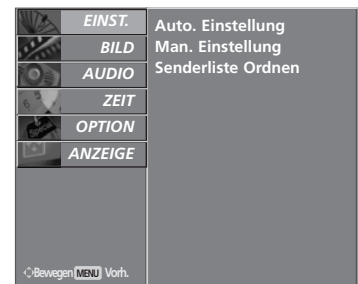 EINST.
BILD
AUDIO
ZEIT
OPTION
ANZEIGE
Auto. Einstellung
Man. Einstellung
Senderliste Ordnen
Bewegen MENU Vorh.